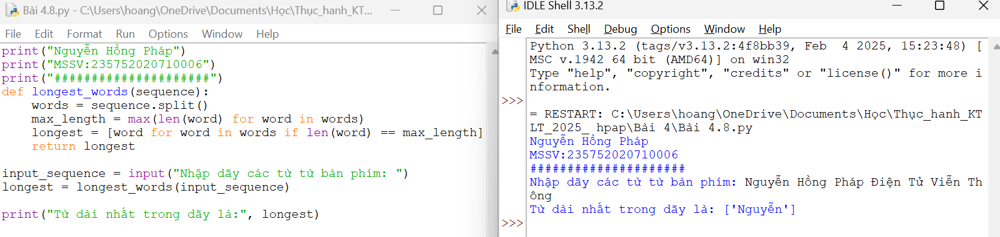 Bài 4.8.py - C:\Users\hoang\OneDrive\Documents\Học\Thực_hanh_KT...
File Edit Format Run Options Window Help
print("Nguyễn Hồng Pháp")
print("MSSV:235752020710006")
print("#####################")
def longest_words(sequence):
    words = sequence.split()
    max_length = max(len(word) for word in words)
    longest = [word for word in words if len(word) == max_length]
    return longest
input_sequence = input("Nhập dãy các từ từ bàn phím: ")
longest = longest_words(input_sequence)
print("Từ dài nhất trong dãy là:", longest)
IDLE Shell 3.13.2
File Edit Shell Debug Options Window Help
Python 3.13.2 (tags/v3.13.2:4f8bb39, Feb  4 2025, 15:23:48) [
MSC v.1942 64 bit (AMD64)] on win32
Type "help", "copyright", "credits" or "license()" for more i
nformation.
>>>
= RESTART: C:\Users\hoang\OneDrive\Documents\Học\Thực_hanh_KT
LT_2025_ hpap\Bài 4\Bài 4.8.py
Nguyễn Hồng Pháp
MSSV:235752020710006
#####################
Nhập dãy các từ từ bàn phím: Nguyễn Hồng Pháp Điện Tử Viễn Th
ông
Từ dài nhất trong dãy là: ['Nguyễn']
>>>